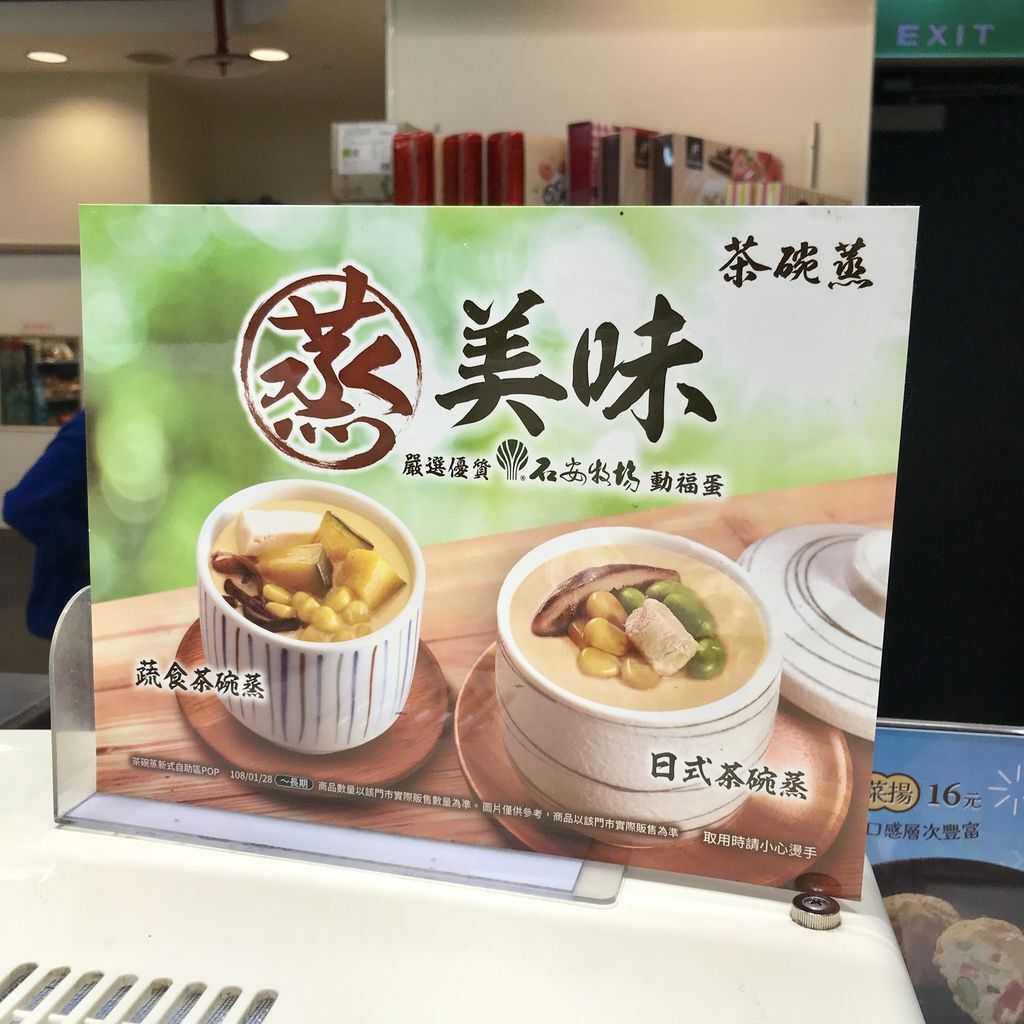 EXIT
茶碗蒸
蒸美味
嚴選優質 石安牧場 動福蛋
蔬食茶碗蒸
日式茶碗蒸
茶碗蒸新式自助區POP 108/01/28 ～長期 商品數量以該門市實際販售數量為準。圖片僅供參考，商品以該門市實際販售為準
取用時請小心燙手
菜揚 16元
口感層次豐富